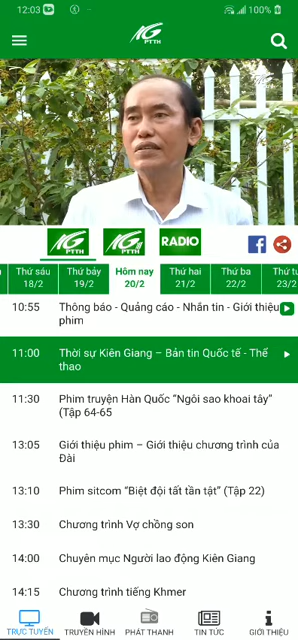 12:03
100%
NG
PTTH
NG
PTTH
NG
PTTH
RADIO
Thứ sáu
18/2
Thứ bảy
19/2
Hôm nay
20/2
Thứ hai
21/2
Thứ ba
22/2
Thứ tư
23/2
10:55 Thông báo - Quảng cáo - Nhắn tin - Giới thiệu
phim
11:00 Thời sự Kiên Giang – Bản tin Quốc tế - Thể
thao
11:30 Phim truyện Hàn Quốc “Ngôi sao khoai tây”
(Tập 64-65
13:05 Giới thiệu phim – Giới thiệu chương trình của
Đài
13:10 Phim sitcom “Biệt đội tất tần tật” (Tập 22)
13:30 Chương trình Vợ chồng son
14:00 Chuyên mục Người lao động Kiên Giang
14:15 Chương trình tiếng Khmer
TRỰC TUYẾN
TRUYỀN HÌNH
PHÁT THANH
TIN TỨC
GIỚI THIỆU